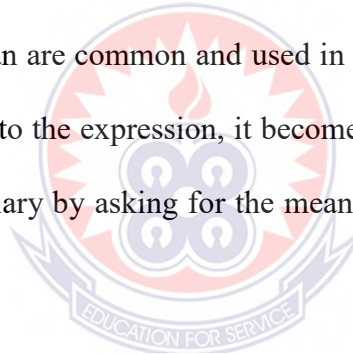 an are common and used in
to the expression, it become
ary by asking for the mean
EDUCATION FOR SERVICE